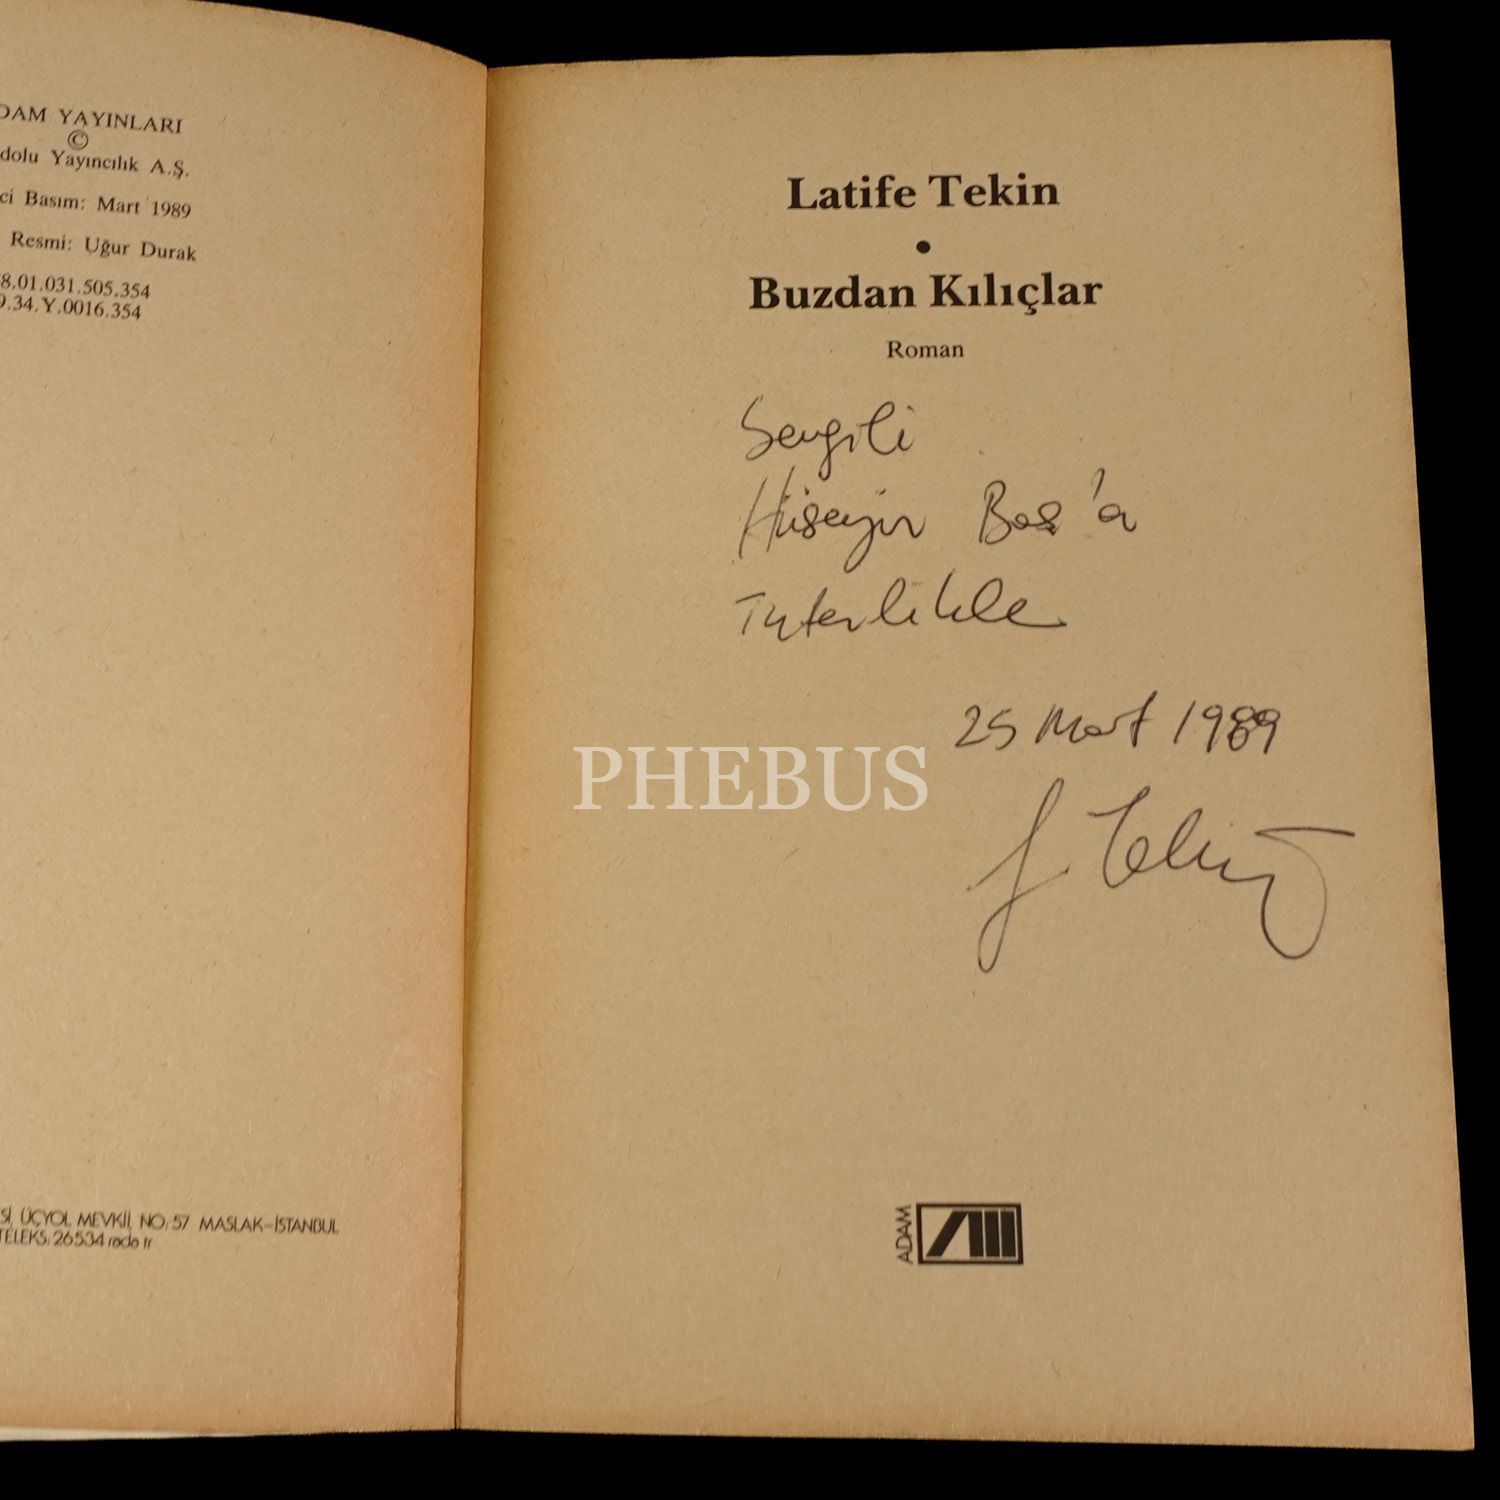 DAM YAYINLARI
©
dolu Yayıncılık A.Ş.
ci Basım: Mart 1989
Resmi: Uğur Durak
8.01.031.505.354
9.34.Y.0016.354
Sİ, ÜÇYOL MEVKİİ, NO: 57 MASLAK-İSTANBUL
TELEKS: 26534 rada tr
Latife Tekin
•
Buzdan Kılıçlar
Roman
Sevgili
Hüseyin Baş'a
25 Mart 1989
L. Tekin
PHEBUS
ADAM